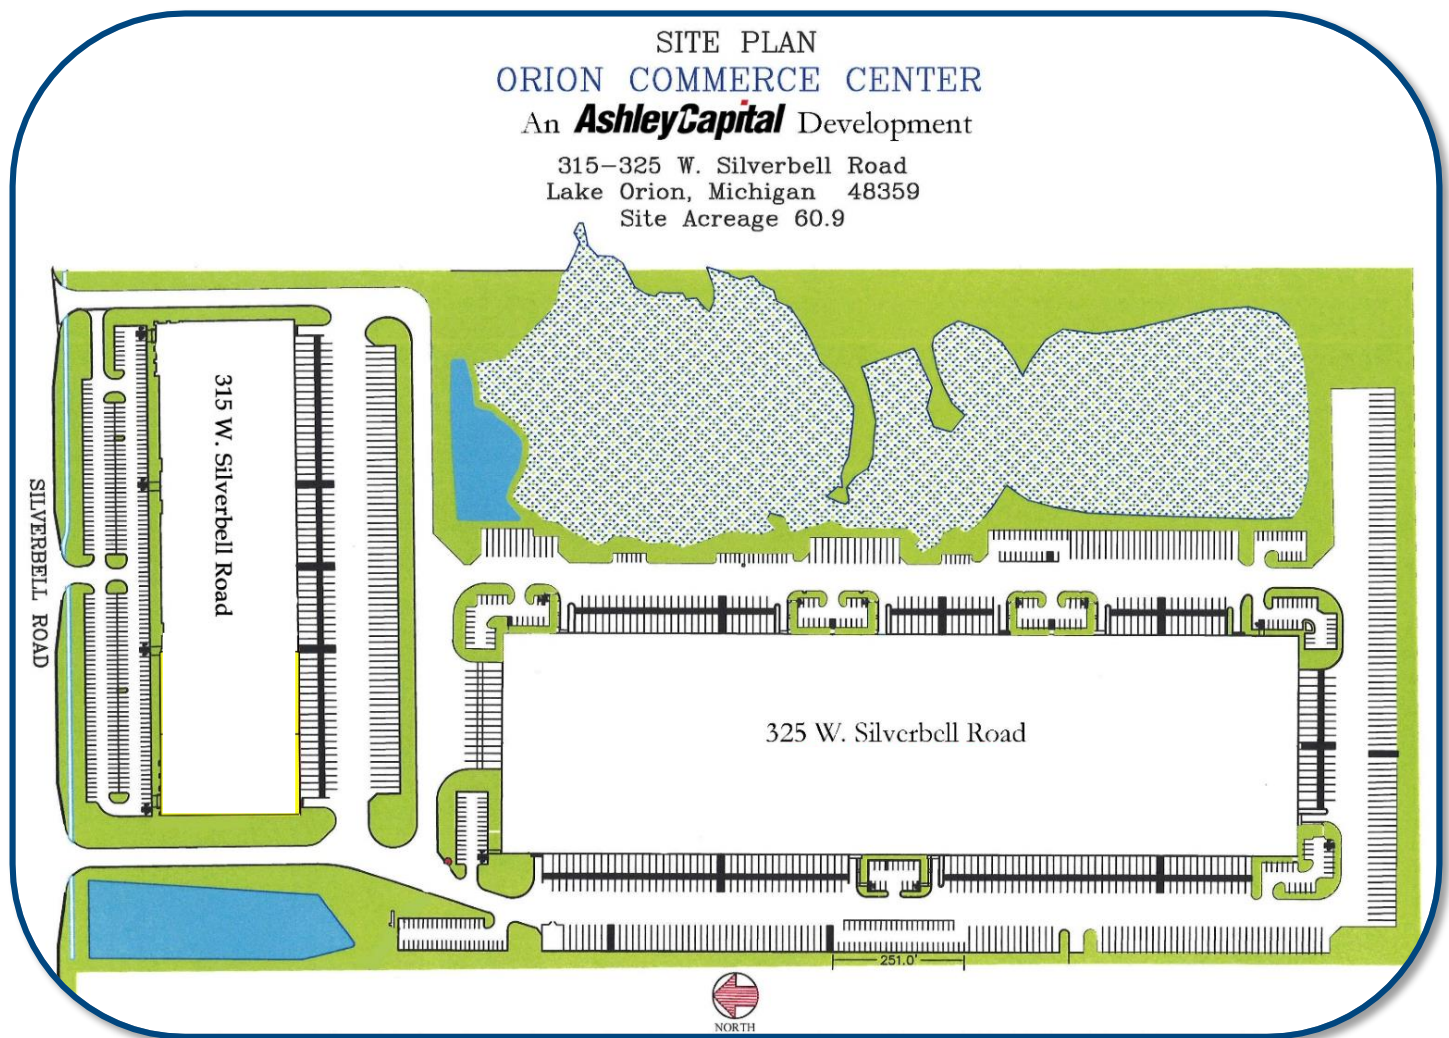 SITE PLAN
ORION COMMERCE CENTER
An AshleyCapital Development
315-325 W. Silverbell Road
Lake Orion, Michigan 48359
Site Acreage 60.9
315 W. Silverbell Road
SILVERBELL ROAD
325 W. Silverbell Road
251.0'
NORTH